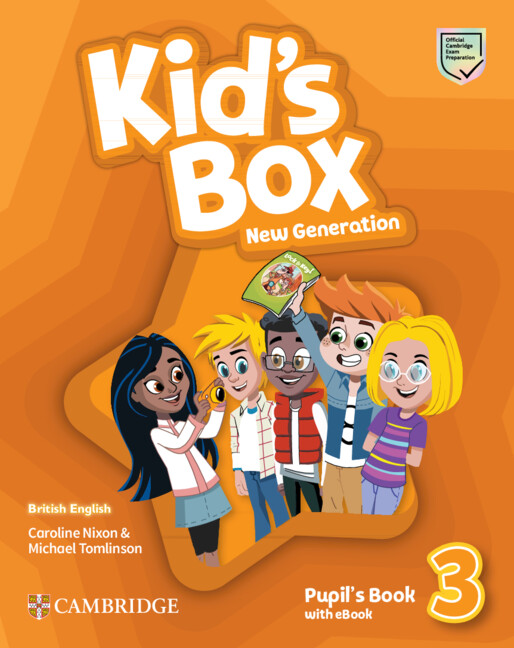 Official
Cambridge
Exam
Preparation
Kid's
Box
New Generation
British English
Caroline Nixon &
Michael Tomlinson
Pupil's Book
with eBook
3
CAMBRIDGE